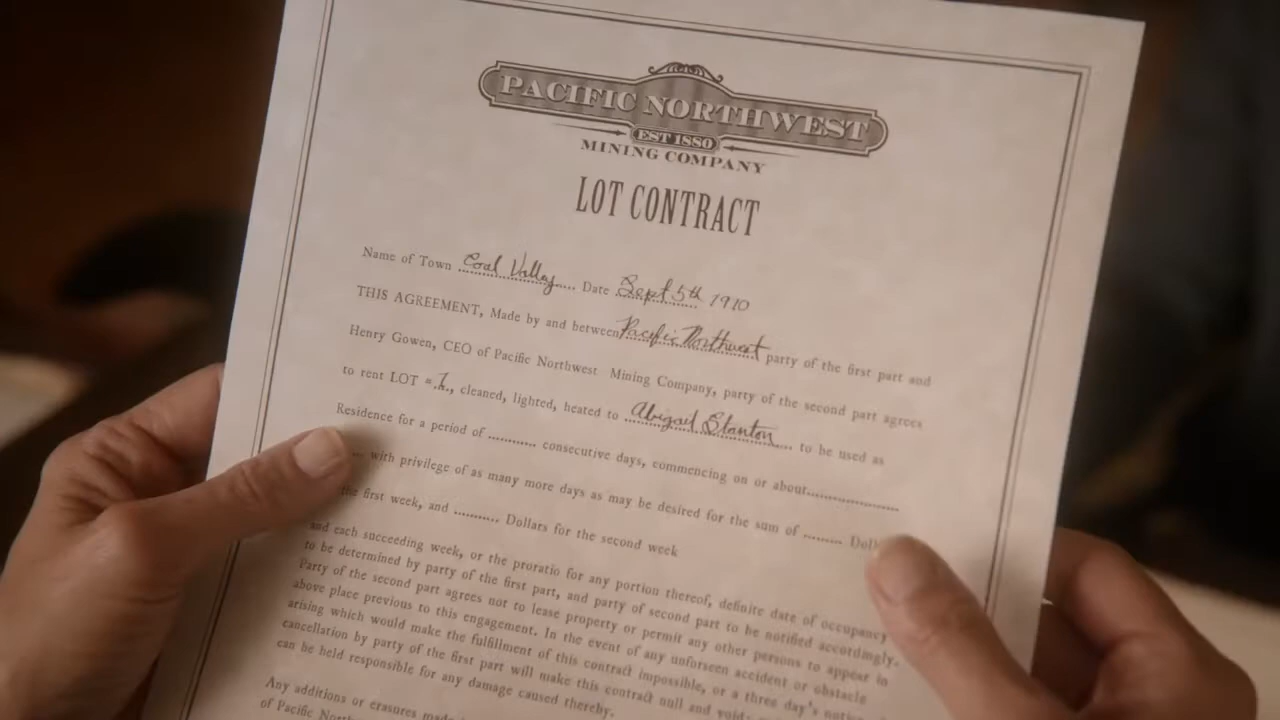 PACIFIC NORTHWEST
EST 1880
MINING COMPANY
LOT CONTRACT
Name of Town Coal Valley Date Sept 5th 1910
THIS AGREEMENT, Made by and between Pacific Northwest party of the first part and
Henry Gowen, CEO of Pacific Northwest Mining Company, party of the second part agrees
to rent LOT cleaned, lighted, heated to Abigail Stanton to be used as
Residence for a period of ........... consecutive days, commencing on or about.....................
with privilege of as many more days as may be desired for the sum of .........
the first week, and .......... Dollars for the second week
and each succeeding week, or the proratio for any portion thereof, definite date of occupancy
to be determined by party of the first part, and party of second part to be notified accordmgly.
Party of the second part agrees not to lease property or permit any other persons to appear in
above place previous to this engagement. In the event of any unforseen accident or obstacle
arising which would make the fulfillment of this contract impossible, or a three day's
cancellation by party of the first part will make this contract null and void,
can be held responsible for any damage caused thereby.
Any additions or erasures
of Pacific